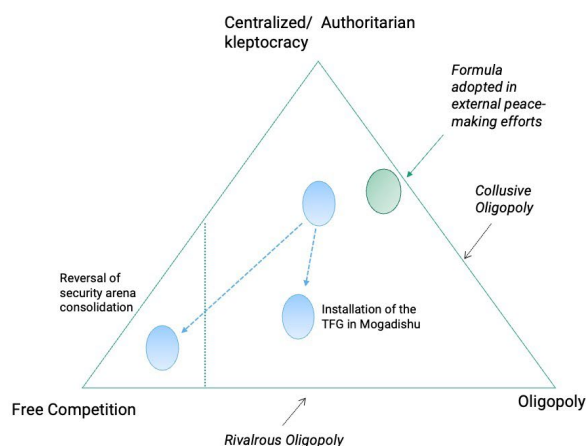 Centralized/ Authoritarian
kleptocracy
Formula
adopted in
external peace-
making efforts
Collusive
Oligopoly
Reversal of
security arena
consolidation
Installation of the
TFG in Mogadishu
Free Competition
Oligopoly
Rivalrous Oligopoly